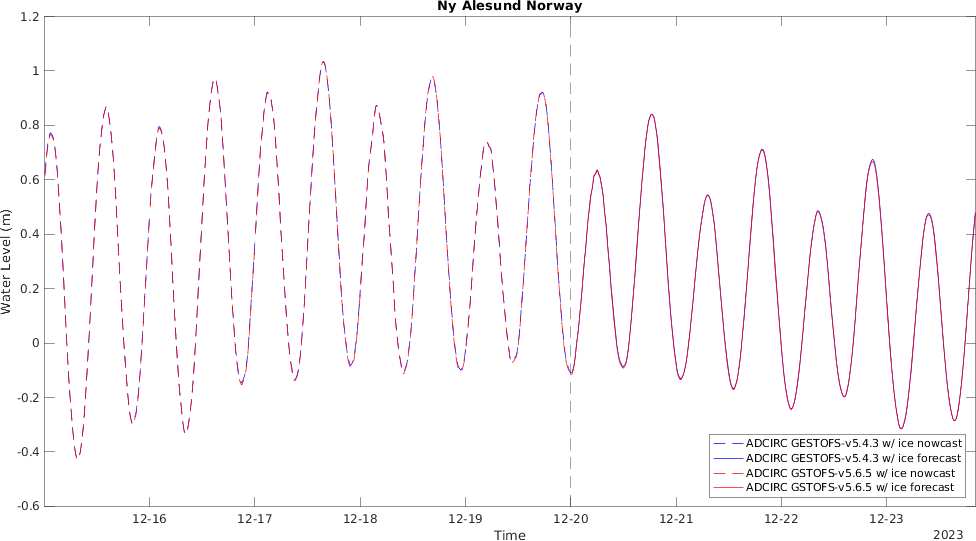 Ny Alesund Norway
1.2
1
0.8
0.6
0.4
0.2
0
-0.2
-0.4
-0.6
Water Level (m)
ADCIRC GESTOFS-v5.4.3 w/ ice nowcast
ADCIRC GESTOFS-v5.4.3 w/ ice forecast
ADCIRC GSTOFS-v5.6.5 w/ ice nowcast
ADCIRC GSTOFS-v5.6.5 w/ ice forecast
12-16 12-17 12-18 12-19 12-20 12-21 12-22 12-23
Time
2023